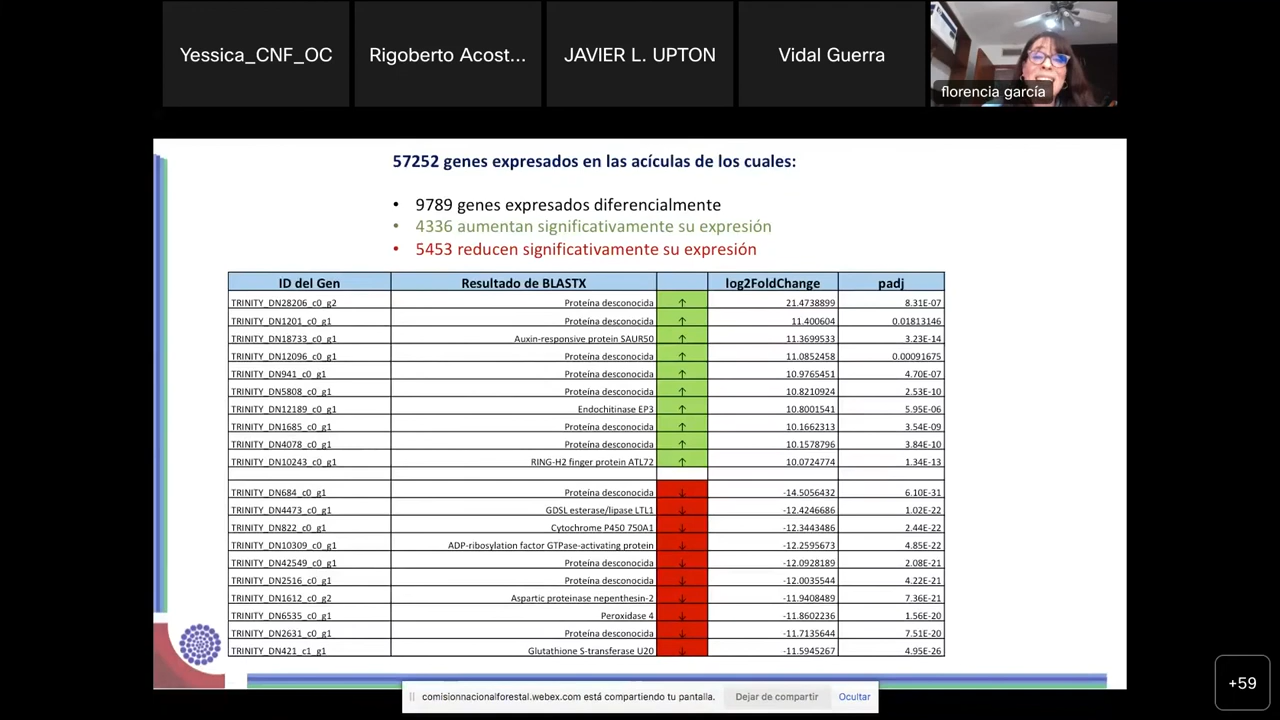 Yessica_CNF_OC
Rigoberto Acost...
JAVIER L. UPTON
Vidal Guerra
florencia garcía
57252 genes expresados en las acículas de los cuales:
• 9789 genes expresados diferencialmente
• 4336 aumentan significativamente su expresión
• 5453 reducen significativamente su expresión
ID del Gen Resultado de BLASTX log2FoldChange padj
TRINITY_DN28206_c0_g2 Proteína desconocida ↑ 21.4738899 8.31E-07
TRINITY_DN1201_c0_g1 Proteína desconocida ↑ 11.400604 0.01813146
TRINITY_DN18733_c0_g1 Auxin-responsive protein SAUR50 ↑ 11.3699533 3.23E-14
TRINITY_DN12096_c0_g1 Proteína desconocida ↑ 11.0852458 0.00091675
TRINITY_DN941_c0_g1 Proteína desconocida ↑ 10.9765451 4.70E-07
TRINITY_DN5808_c0_g1 Proteína desconocida ↑ 10.8210924 2.53E-10
TRINITY_DN12189_c0_g1 Endochitinase EP3 ↑ 10.8001541 5.95E-06
TRINITY_DN1685_c0_g1 Proteína desconocida ↑ 10.1662313 3.54E-09
TRINITY_DN4078_c0_g1 Proteína desconocida ↑ 10.1578796 3.84E-10
TRINITY_DN10243_c0_g1 RING-H2 finger protein ATL72 ↑ 10.0724774 1.34E-13
TRINITY_DN684_c0_g1 Proteína desconocida ↓ -14.5056432 6.10E-31
TRINITY_DN4473_c0_g1 GDSL esterase/lipase LTL1 ↓ -12.4246686 1.02E-22
TRINITY_DN822_c0_g1 Cytochrome P450 750A1 ↓ -12.3443486 2.44E-22
TRINITY_DN10309_c0_g1 ADP-ribosylation factor GTPase-activating protein ↓ -12.2595673 4.85E-22
TRINITY_DN42549_c0_g1 Proteína desconocida ↓ -12.0928189 2.08E-21
TRINITY_DN2516_c0_g1 Proteína desconocida ↓ -12.0035544 4.22E-21
TRINITY_DN1612_c0_g2 Aspartic proteinase nepenthesin-2 ↓ -11.9408489 7.36E-21
TRINITY_DN6535_c0_g1 Peroxidase 4 ↓ -11.8602236 1.56E-20
TRINITY_DN2631_c0_g1 Proteína desconocida ↓ -11.7135644 7.51E-20
TRINITY_DN421_c1_g1 Glutathione S-transferase U20 ↓ -11.5945267 4.95E-26
comisionnacionalforestal.webex.com está compartiendo tu pantalla. Dejar de compartir Ocultar
+59